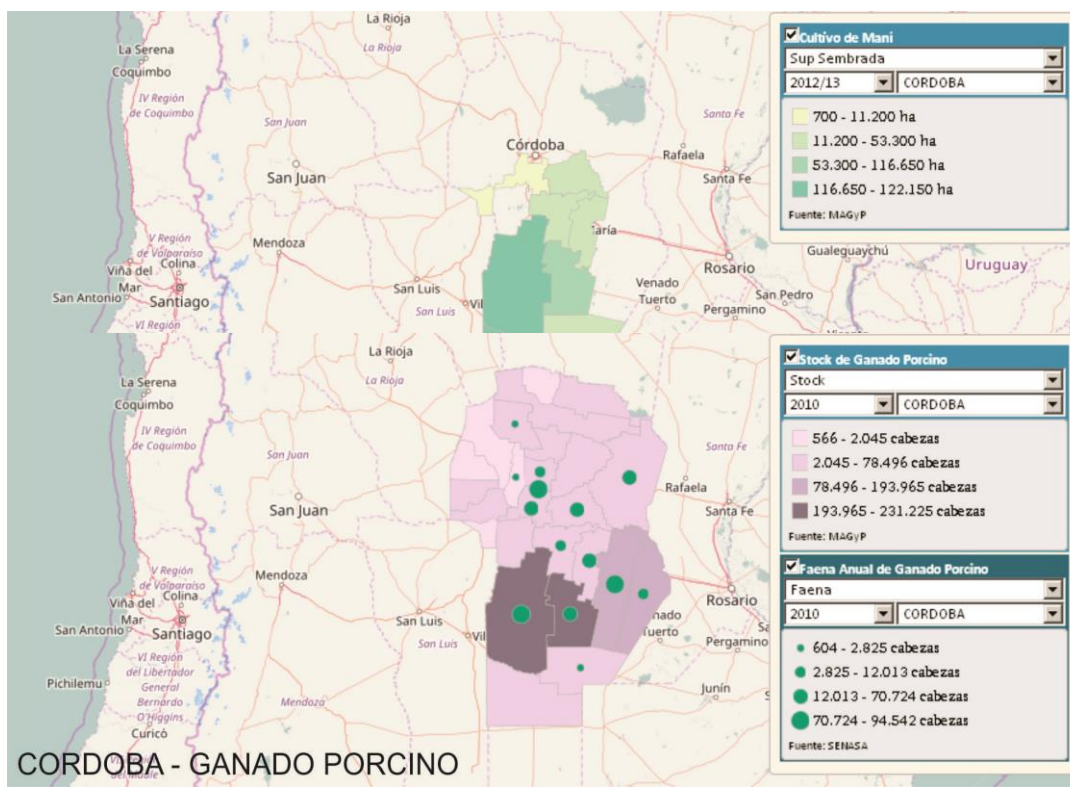 La Rioja
La Rioja
La Serena
Coquimbo
IV Región
de Coquimbo
San Juan
San Juan
Córdoba
Santa Fe
Rafaela
Santa Fe
aría
Mendoza
V Región
de Valparaíso
Colina
Viña del
Mar
San Antonio
Santiago
VI Región
San Luis
San Luis
Vil
Rosario
Venado
Tuerto
San Pedro
Pergamino
Gualeguaychú
Uruguay
Cultivo de Mani
Sup Sembrada
2012/13 CORDOBA
700 - 11.200 ha
11.200 - 53.300 ha
53.300 - 116.650 ha
116.650 - 122.150 ha
Fuente: MAGyP
La Rioja
La Rioja
La Serena
Coquimbo
IV Región
de Coquimbo
San Juan
San Juan
Santa Fe
Rafaela
Santa Fe
Mendoza
V Región
de Valparaíso
Colina
Viña del
Mar
San Antonio
Santiago
VI Región
del Libertador
General
Bernardo
O'Higgins
Pichilemu
Curicó
San Luis
San Luis
Vil
Mendoza
Rosario
nado
uerto
Pergamino
Junín
Stock de Ganado Porcino
Stock
2010 CORDOBA
566 - 2.045 cabezas
2.045 - 78.496 cabezas
78.496 - 193.965 cabezas
193.965 - 231.225 cabezas
Fuente: MAGyP
Faena Anual de Ganado Porcino
Faena
2010 CORDOBA
604 - 2.825 cabezas
2.825 - 12.013 cabezas
12.013 - 70.724 cabezas
70.724 - 94.542 cabezas
Fuente: SENASA
CORDOBA - GANADO PORCINO